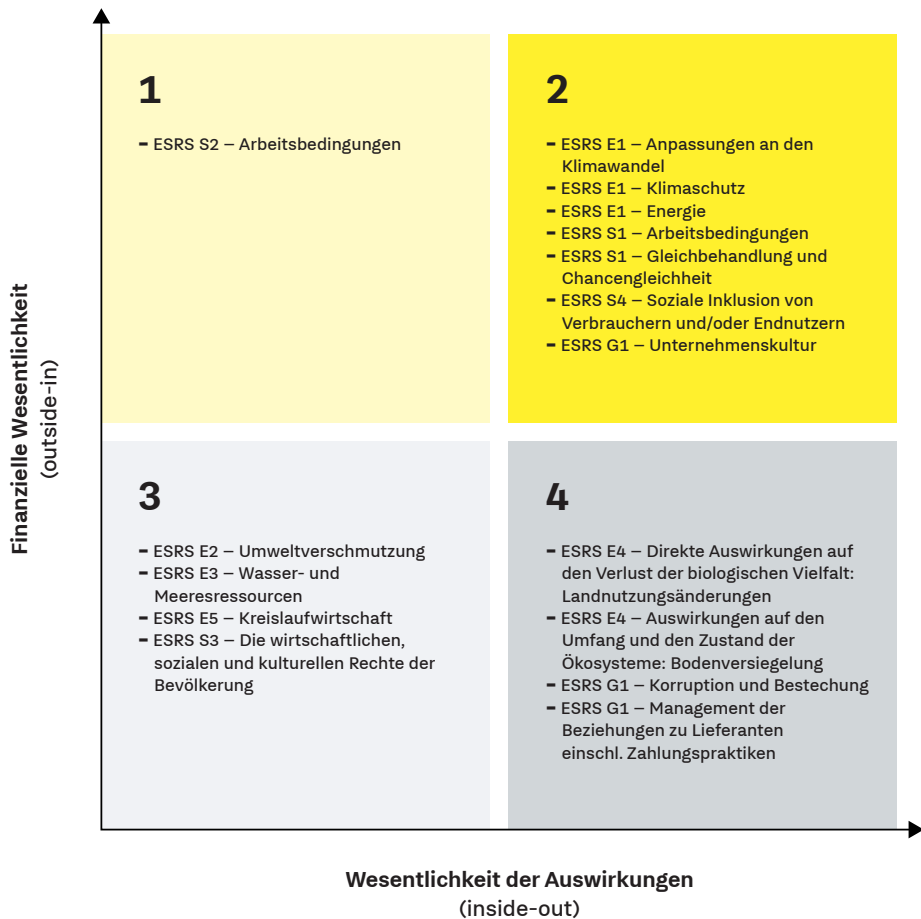 Finanzielle Wesentlichkeit
(outside-in)
1
– ESRS S2 – Arbeitsbedingungen
2
– ESRS E1 – Anpassungen an den
Klimawandel
– ESRS E1 – Klimaschutz
– ESRS E1 – Energie
– ESRS S1 – Arbeitsbedingungen
– ESRS S1 – Gleichbehandlung und
Chancengleichheit
– ESRS S4 – Soziale Inklusion von
Verbrauchern und/oder Endnutzern
– ESRS G1 – Unternehmenskultur
3
– ESRS E2 – Umweltverschmutzung
– ESRS E3 – Wasser- und
Meeresressourcen
– ESRS E5 – Kreislaufwirtschaft
– ESRS S3 – Die wirtschaftlichen,
sozialen und kulturellen Rechte der
Bevölkerung
4
– ESRS E4 – Direkte Auswirkungen auf
den Verlust der biologischen Vielfalt:
Landnutzungsänderungen
– ESRS E4 – Auswirkungen auf den
Umfang und den Zustand der
Ökosysteme: Bodenversiegelung
– ESRS G1 – Korruption und Bestechung
– ESRS G1 – Management der
Beziehungen zu Lieferanten
einschl. Zahlungspraktiken
Wesentlichkeit der Auswirkungen
(inside-out)